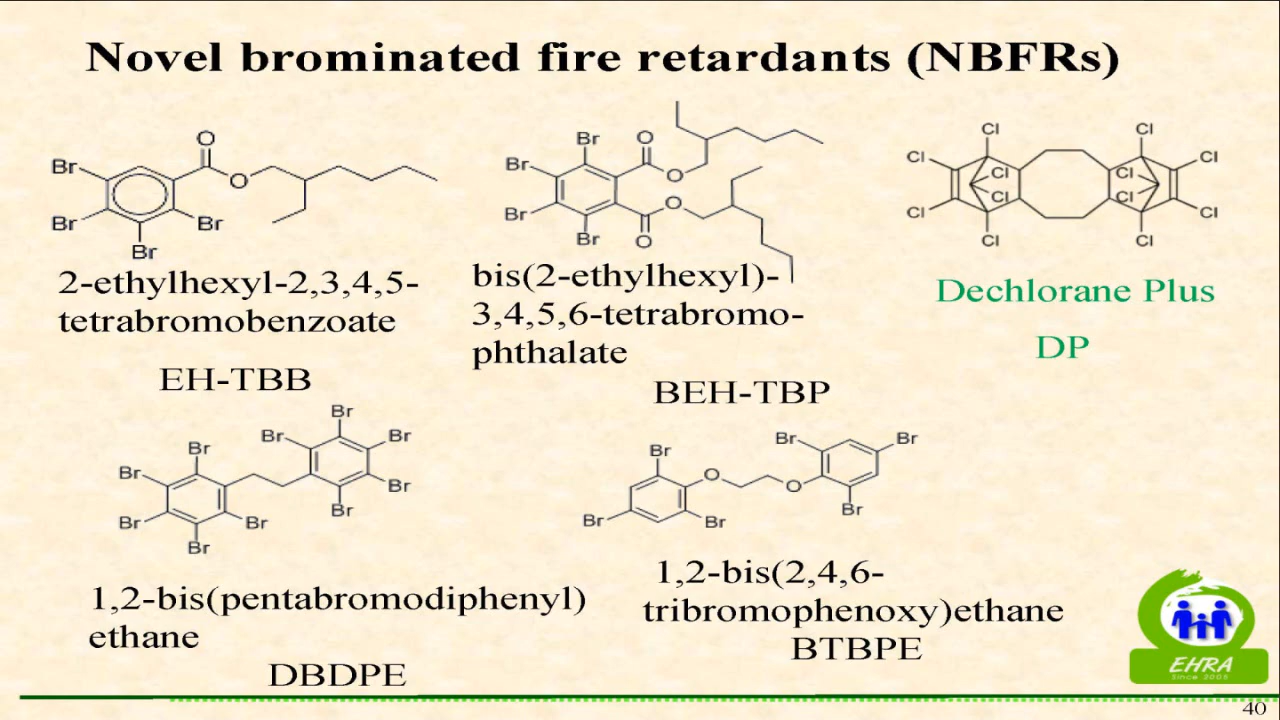 Novel brominated fire retardants (NBFRs)
O
Br
O
Br
Br
Br
2-ethylhexyl-2,3,4,5-
tetrabromobenzoate
EH-TBB
Br
O
Br
O
Br
O
Br
O
bis(2-ethylhexyl)-
3,4,5,6-tetrabromo-
phthalate
BEH-TBP
Cl
Cl
Cl
Cl
Cl
Cl
Cl
Cl
Cl
Cl
Cl
Cl
Dechlorane Plus
DP
Br
Br
Br
Br
Br
Br
Br
Br
Br
Br
1,2-bis(pentabromodiphenyl)
ethane
DBDPE
Br
Br
Br
O
O
Br
Br
Br
1,2-bis(2,4,6-
tribromophenoxy)ethane
BTBPE
EHRA
Since 2005
40